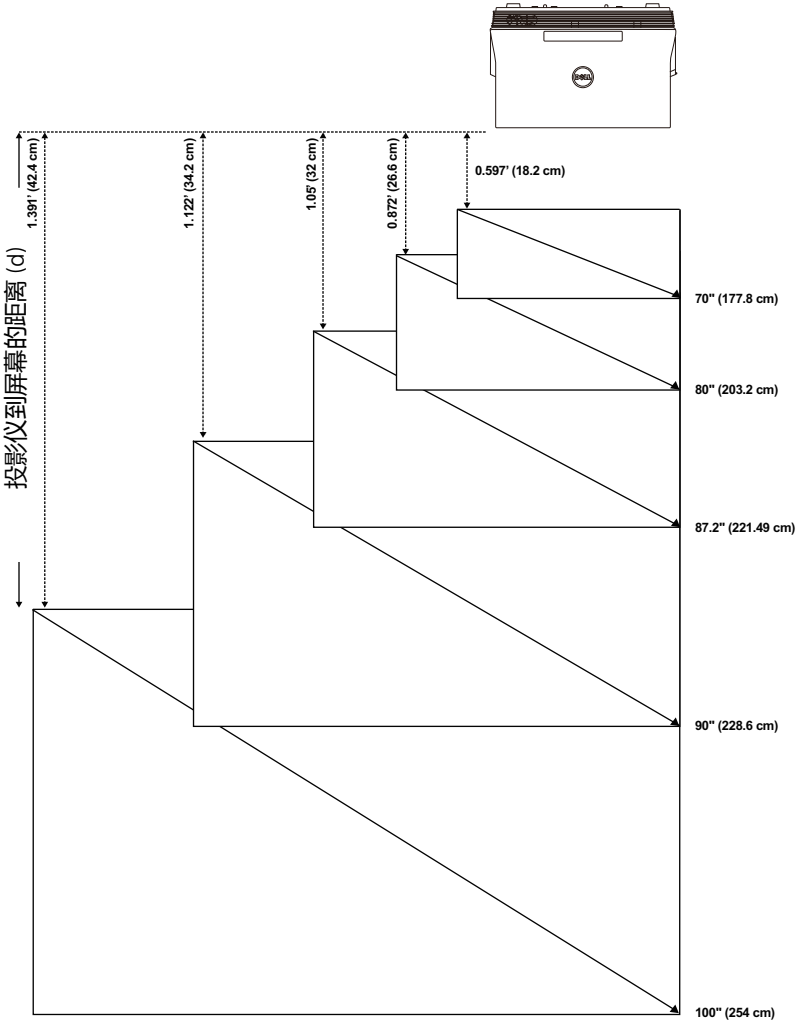 DELL
投影仪到屏幕的距离 (d)
1.391' (42.4 cm)
1.122' (34.2 cm)
1.05' (32 cm)
0.872' (26.6 cm)
0.597' (18.2 cm)
70" (177.8 cm)
80" (203.2 cm)
87.2" (221.49 cm)
90" (228.6 cm)
100" (254 cm)